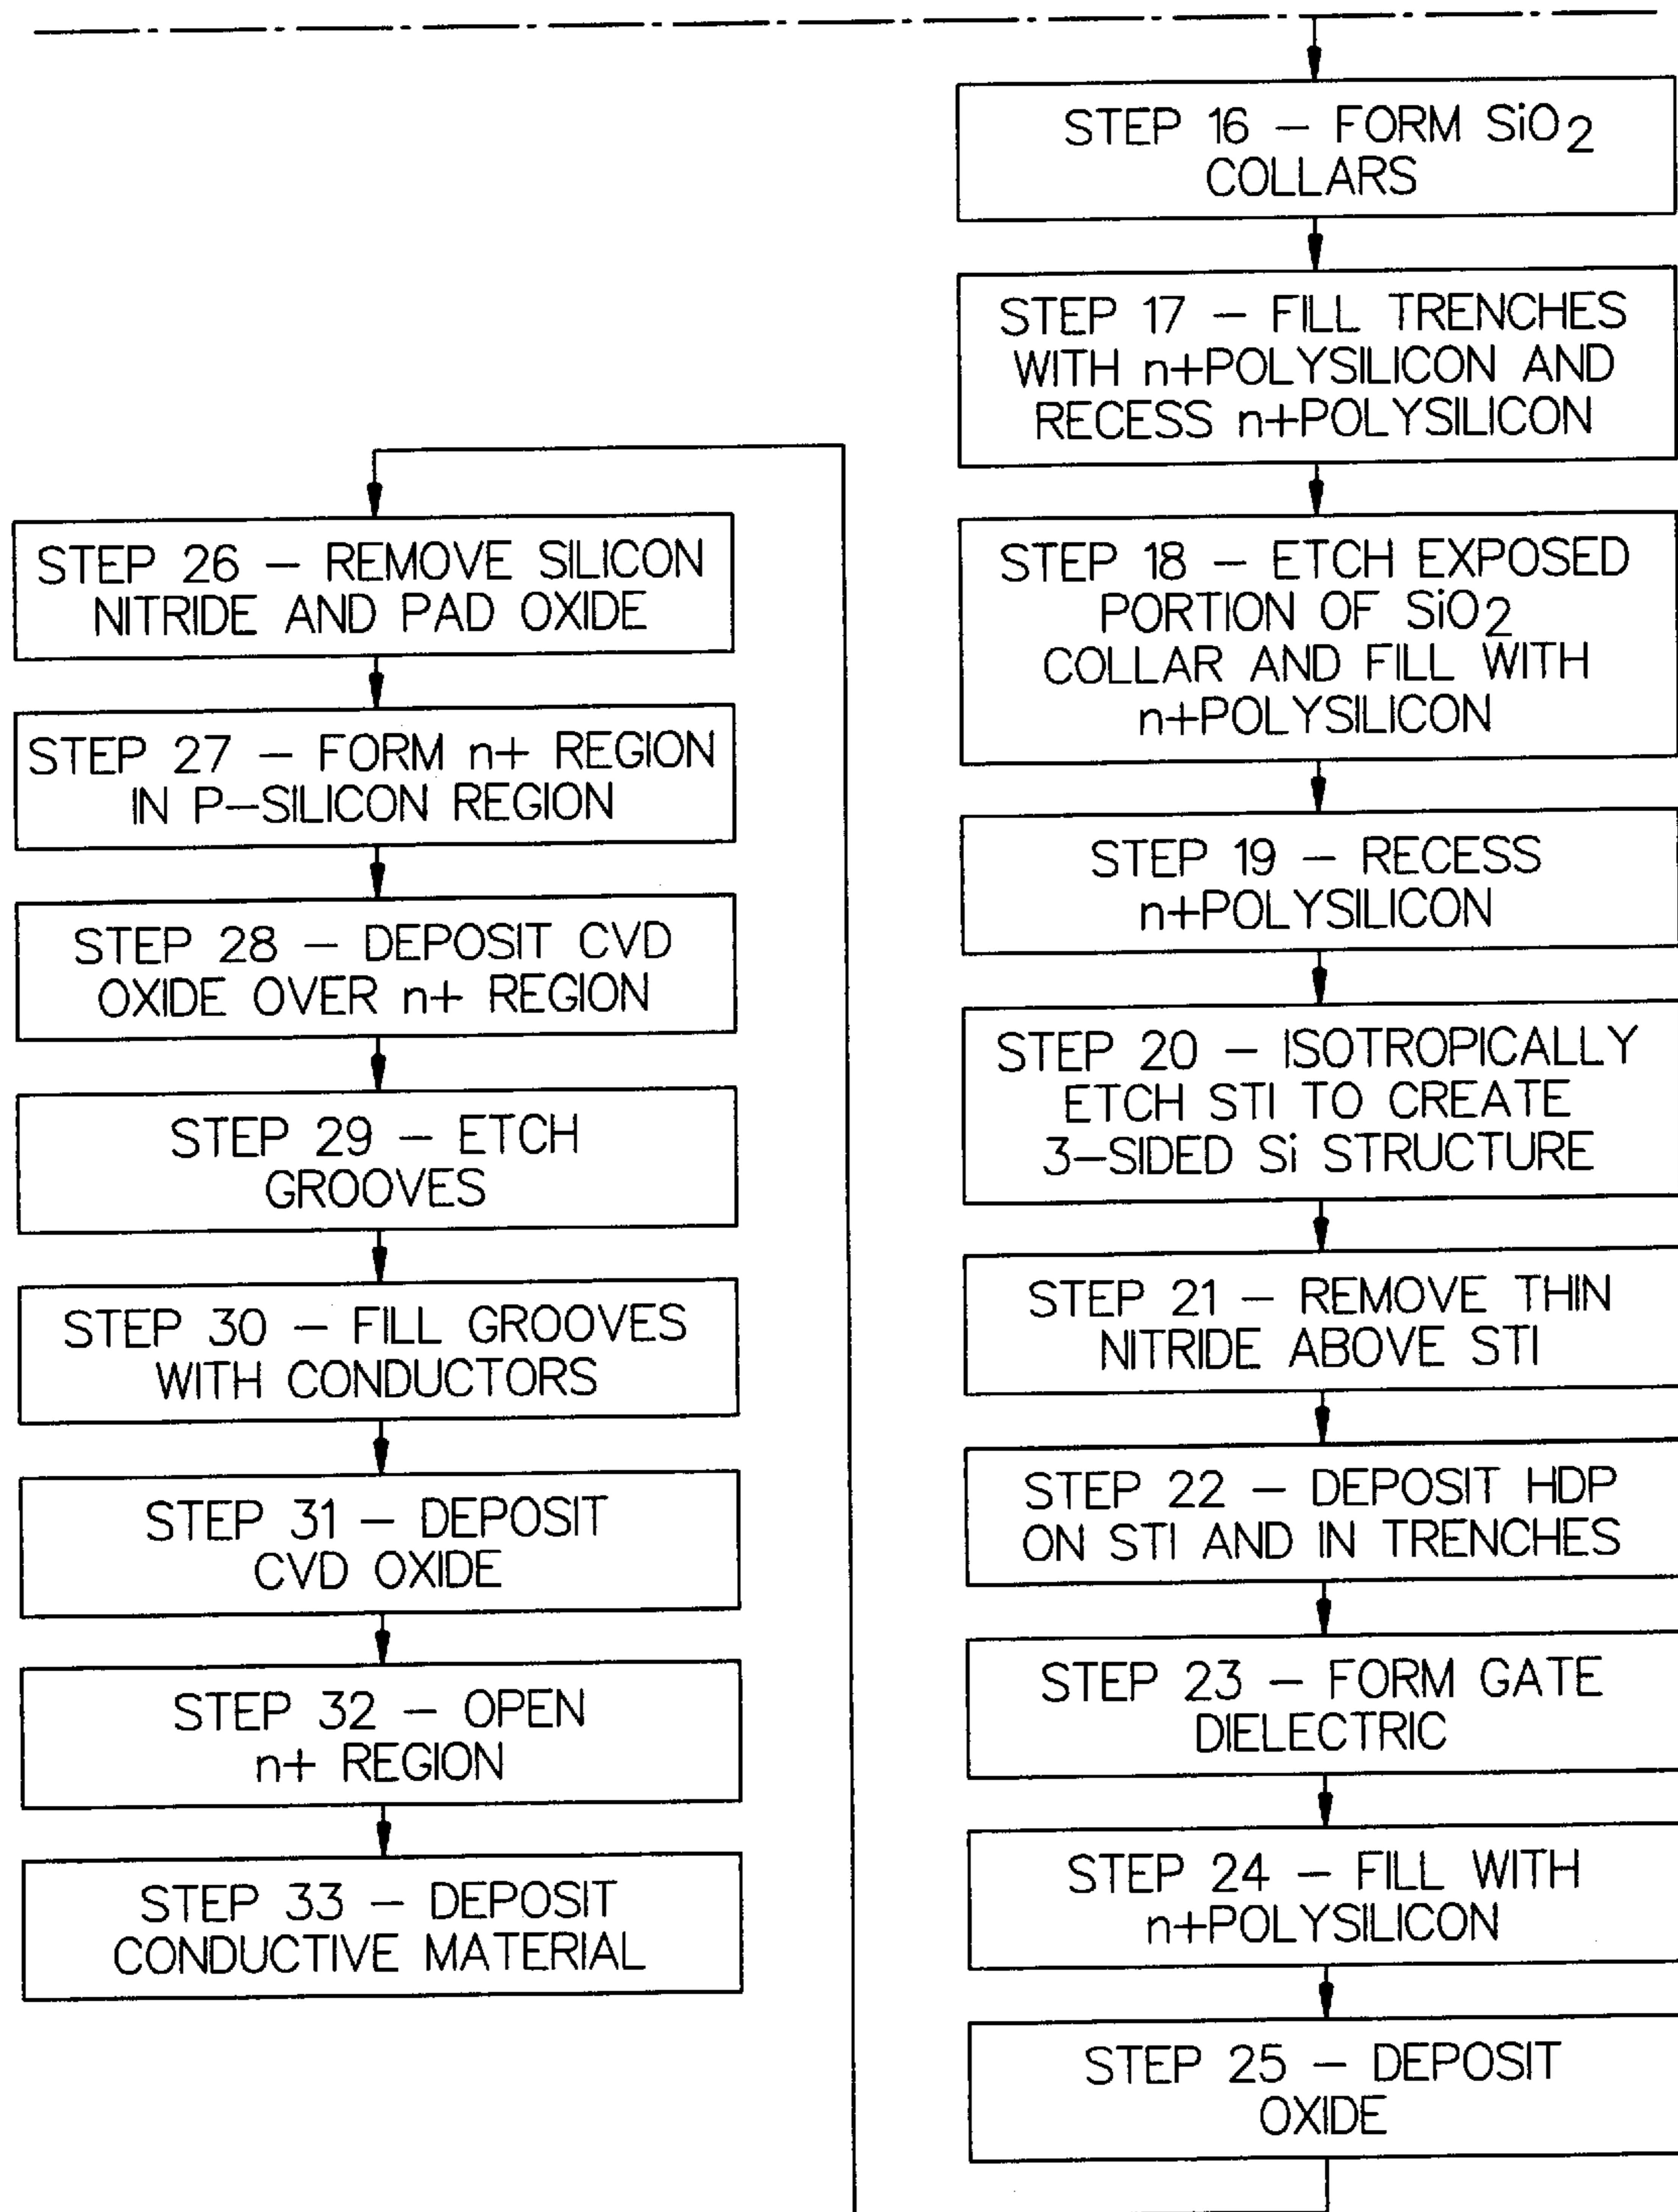 STEP 16 – FORM SiO2
COLLARS
STEP 17 – FILL TRENCHES
WITH n+POLYSILICON AND
RECESS n+POLYSILICON
STEP 18 – ETCH EXPOSED
PORTION OF SiO2
COLLAR AND FILL WITH
n+POLYSILICON
STEP 19 – RECESS
n+POLYSILICON
STEP 20 – ISOTROPICALLY
ETCH STI TO CREATE
3–SIDED Si STRUCTURE
STEP 21 – REMOVE THIN
NITRIDE ABOVE STI
STEP 22 – DEPOSIT HDP
ON STI AND IN TRENCHES
STEP 23 – FORM GATE
DIELECTRIC
STEP 24 – FILL WITH
n+POLYSILICON
STEP 25 – DEPOSIT
OXIDE
STEP 26 – REMOVE SILICON
NITRIDE AND PAD OXIDE
STEP 27 – FORM n+ REGION
IN P–SILICON REGION
STEP 28 – DEPOSIT CVD
OXIDE OVER n+ REGION
STEP 29 – ETCH
GROOVES
STEP 30 – FILL GROOVES
WITH CONDUCTORS
STEP 31 – DEPOSIT
CVD OXIDE
STEP 32 – OPEN
n+ REGION
STEP 33 – DEPOSIT
CONDUCTIVE MATERIAL